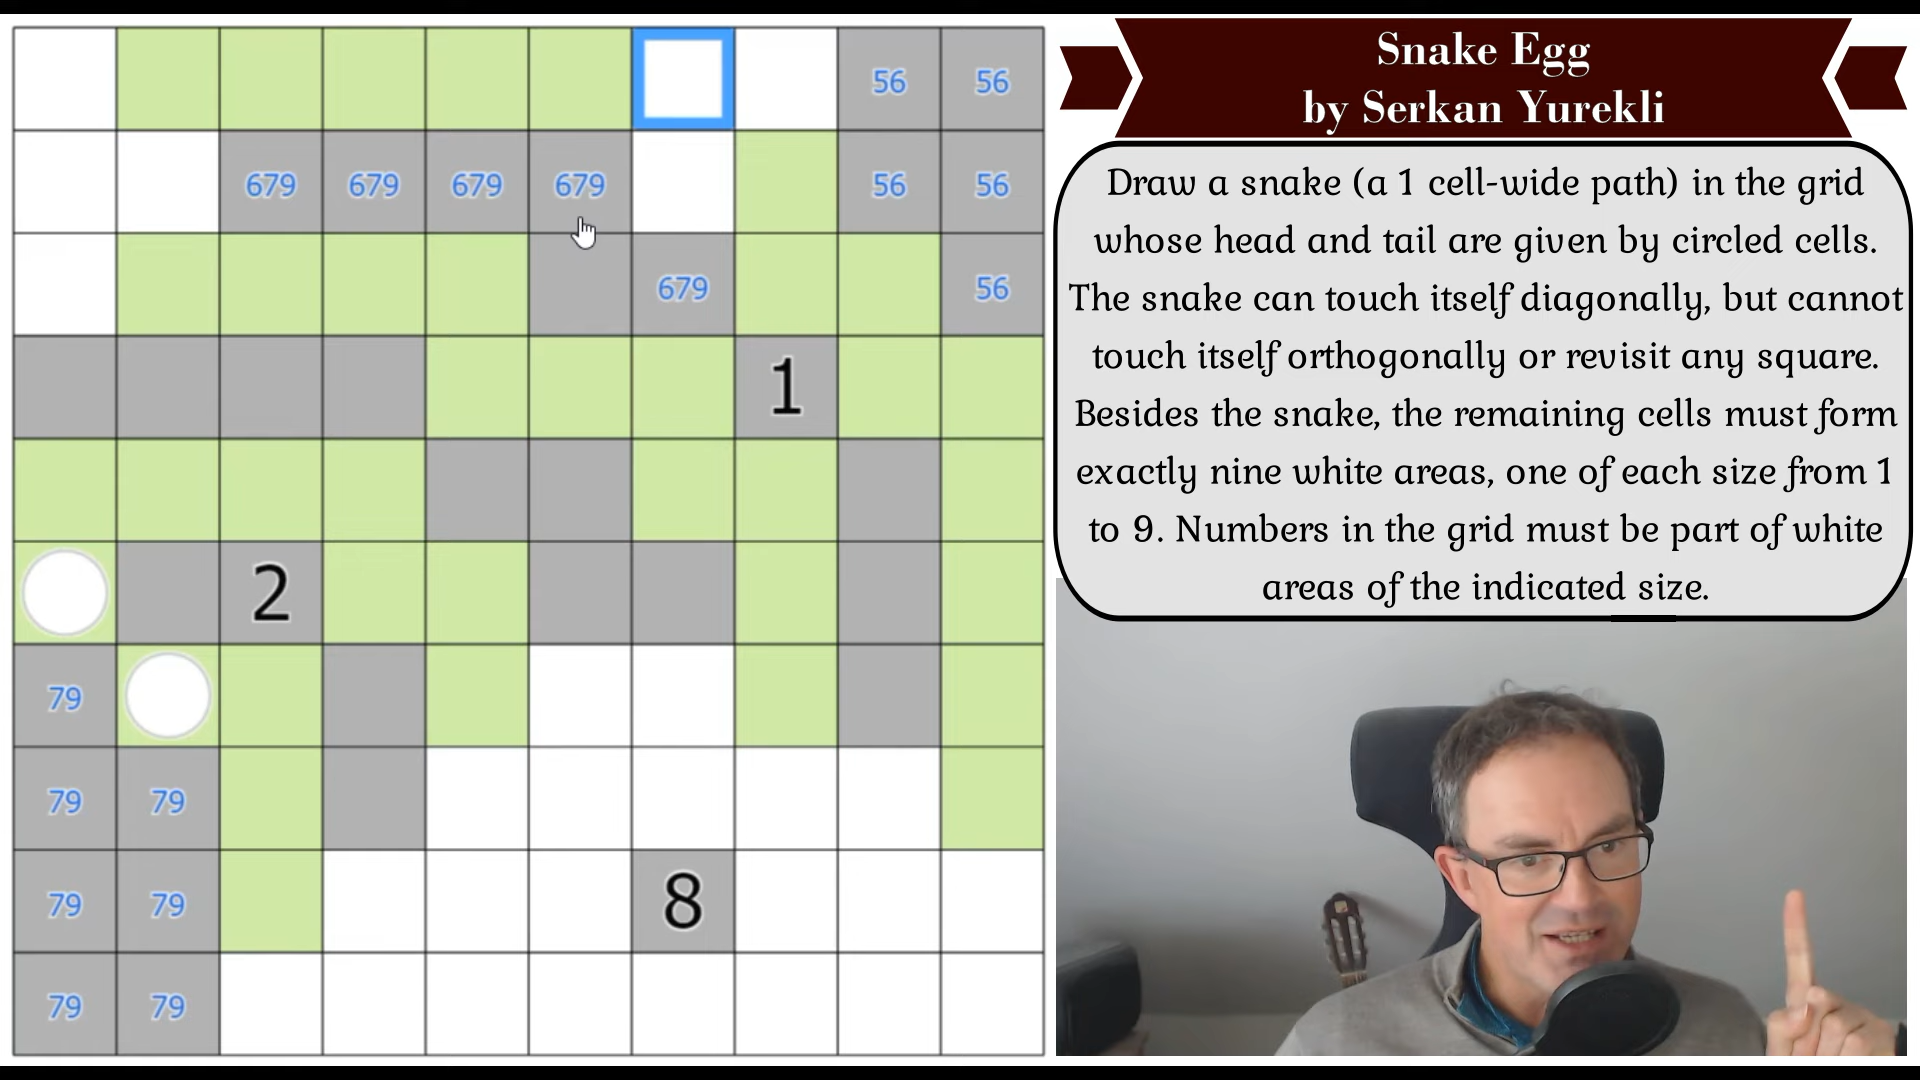 Snake Egg
by Serkan Yurekli
Draw a snake (a 1 cell-wide path) in the grid
whose head and tail are given by circled cells.
The snake can touch itself diagonally, but cannot
touch itself orthogonally or revisit any square.
Besides the snake, the remaining cells must form
exactly nine white areas, one of each size from 1
to 9. Numbers in the grid must be part of white
areas of the indicated size.
56 56
679 679 679 679 56 56
679 56
1
2
79
79 79
79 79 8
79 79